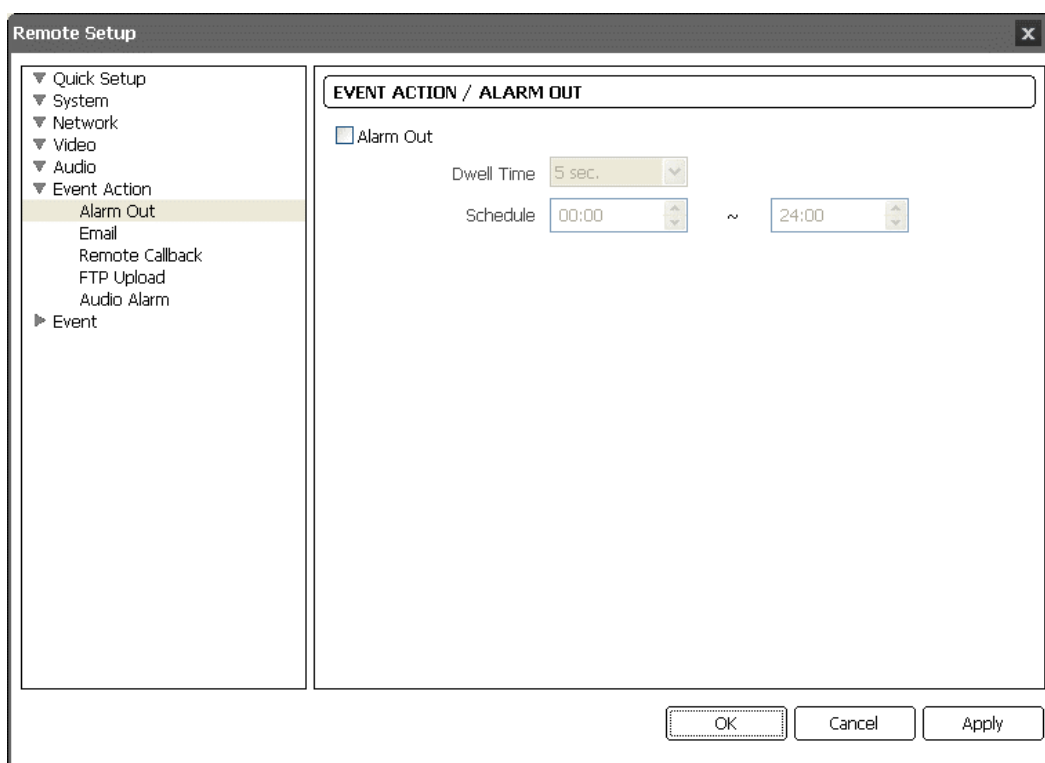 Remote Setup
Quick Setup
System
Network
Video
Audio
Event Action
Alarm Out
Email
Remote Callback
FTP Upload
Audio Alarm
Event
EVENT ACTION / ALARM OUT
Alarm Out
Dwell Time 5 sec.
Schedule 00:00 ~ 24:00
OK Cancel Apply